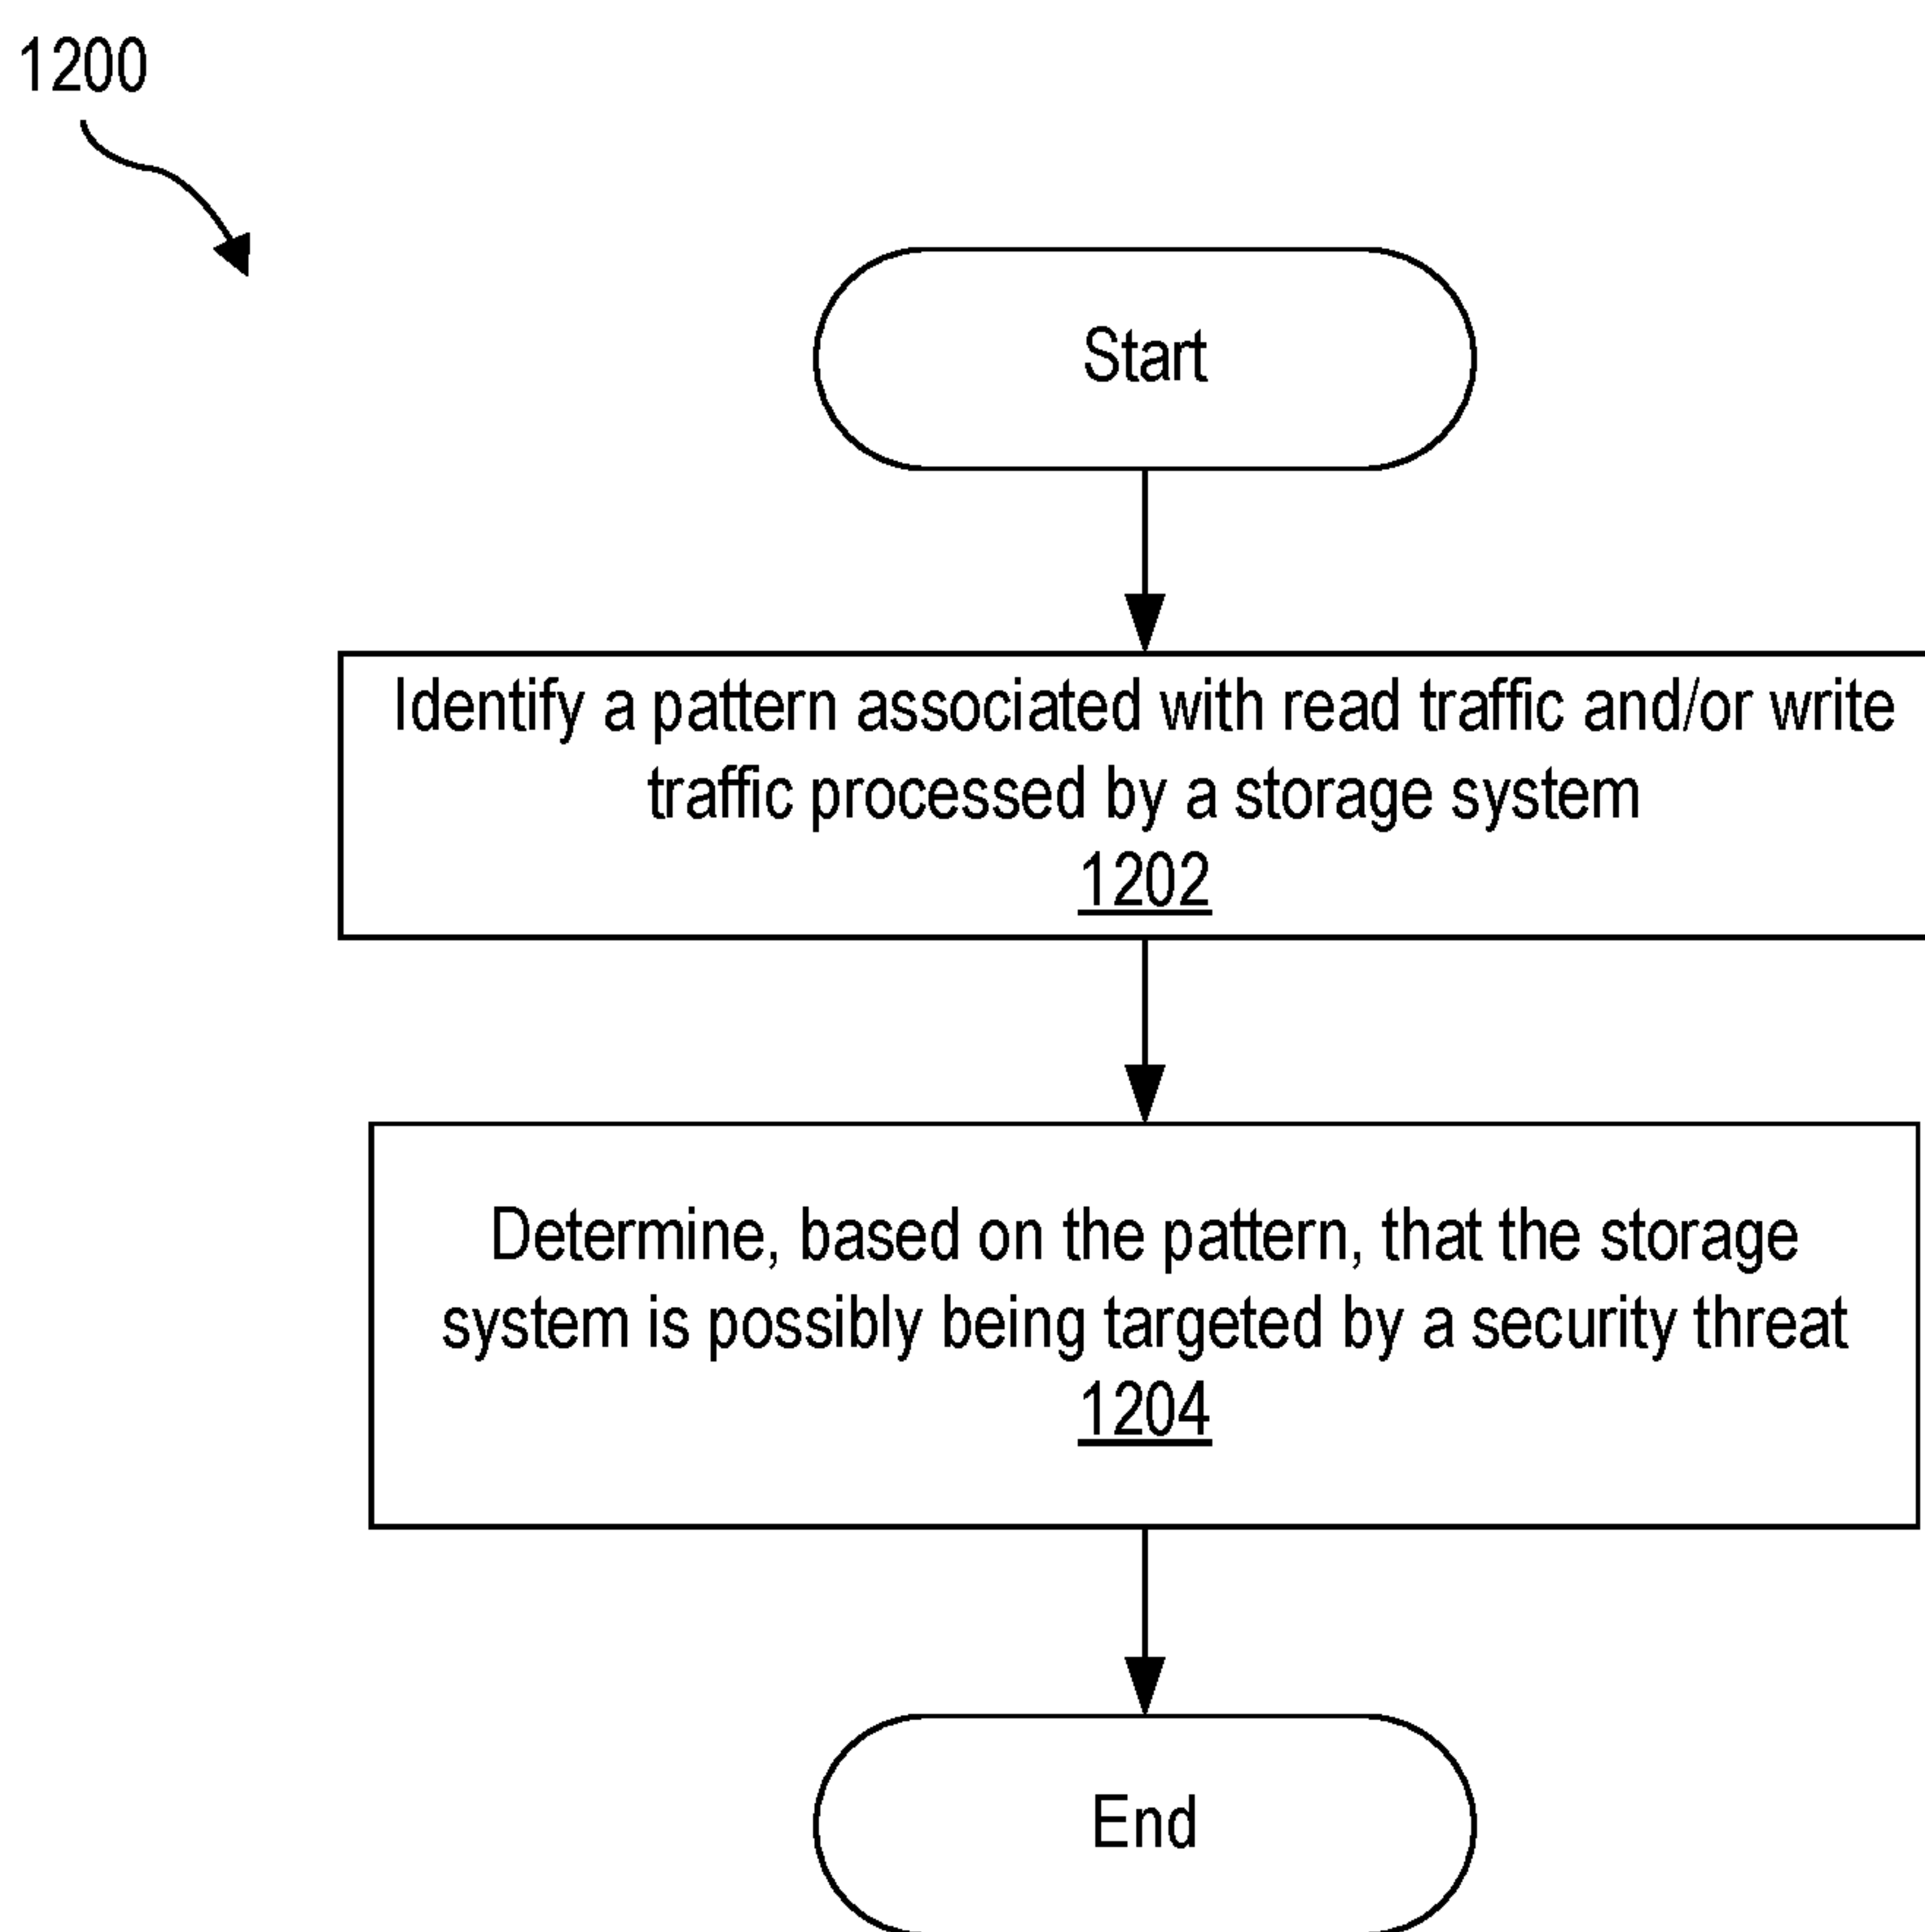 1200
Start
Identify a pattern associated with read traffic and/or write
traffic processed by a storage system
1202
Determine, based on the pattern, that the storage
system is possibly being targeted by a security threat
1204
End